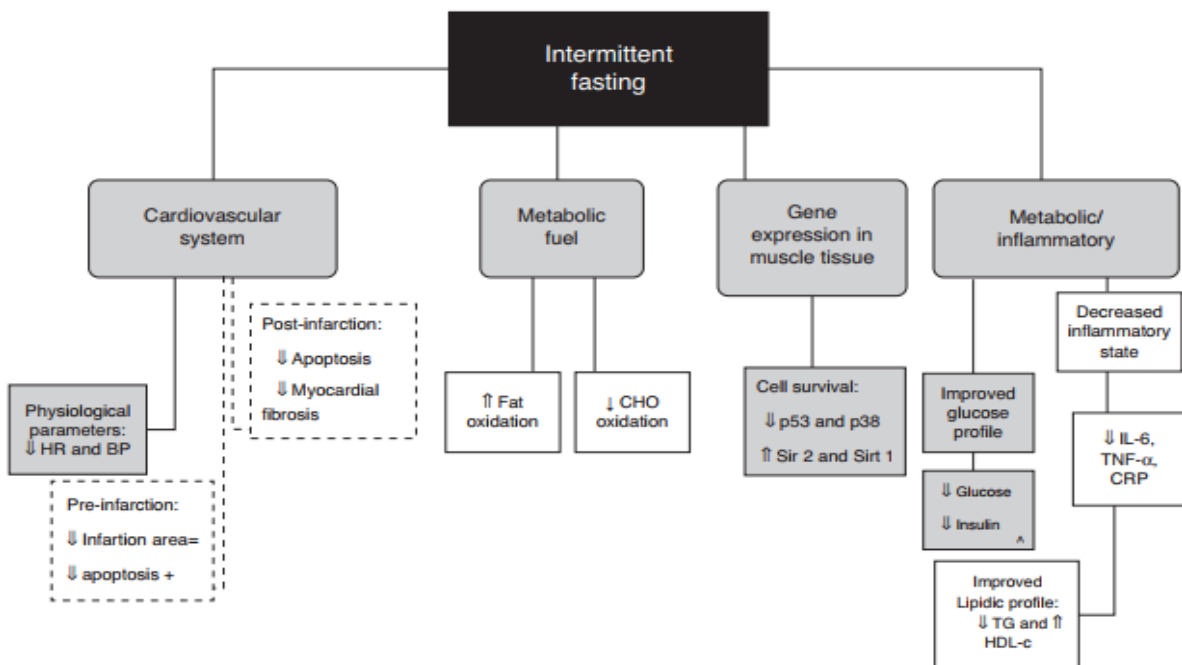 Intermittent
fasting
Cardiovascular
system
Metabolic
fuel
Gene
expression in
muscle tissue
Metabolic/
inflammatory
Post-infarction:
⇓ Apoptosis
⇓ Myocardial
fibrosis
Physiological
parameters:
⇓ HR and BP
Pre-infarction:
⇓ Infartion area=
⇓ apoptosis +
⇑ Fat
oxidation
↓ CHO
oxidation
Cell survival:
⇓ p53 and p38
⇑ Sir 2 and Sirt 1
Improved
glucose
profile
⇓ Glucose
⇓ Insulin
^
Decreased
inflammatory
state
⇓ IL-6,
TNF-α,
CRP
Improved
Lipidic profile:
⇓ TG and ⇑
HDL-c